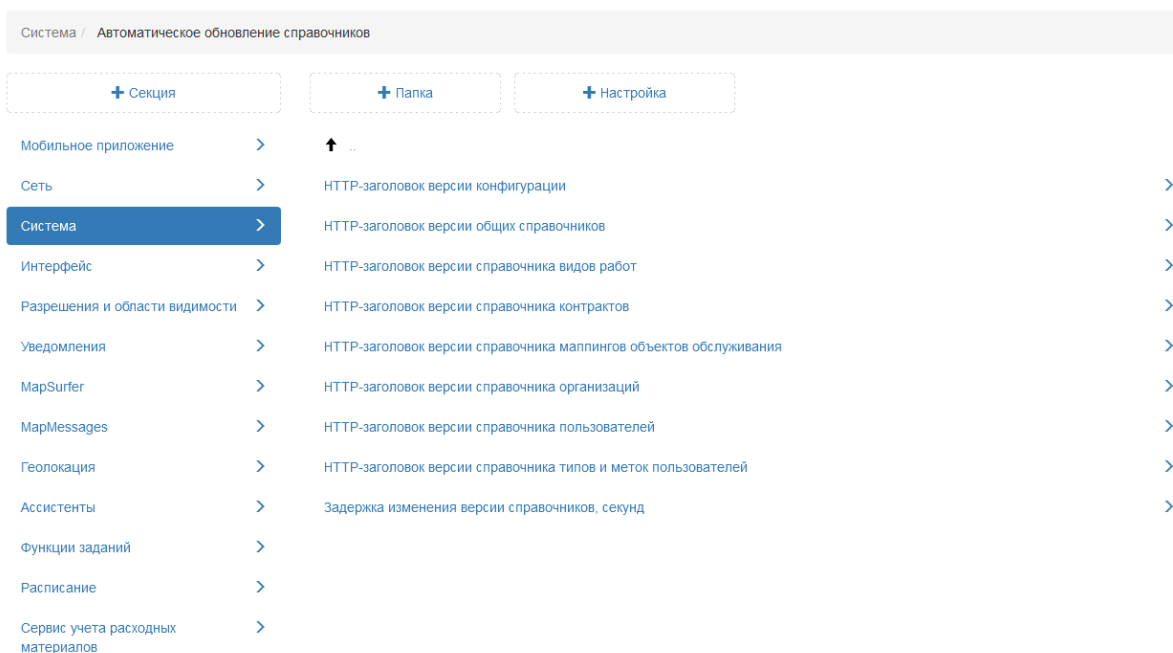 Система / Автоматическое обновление справочников
+ Секция
+ Папка
+ Настройка
Мобильное приложение
Сеть
Система
Интерфейс
Разрешения и области видимости
Уведомления
MapSurfer
MapMessages
Геолокация
Ассистенты
Функции заданий
Расписание
Сервис учета расходных
материалов
..
HTTP-заголовок версии конфигурации
HTTP-заголовок версии общих справочников
HTTP-заголовок версии справочника видов работ
HTTP-заголовок версии справочника контрактов
HTTP-заголовок версии справочника маппингов объектов обслуживания
HTTP-заголовок версии справочника организаций
HTTP-заголовок версии справочника пользователей
HTTP-заголовок версии справочника типов и меток пользователей
Задержка изменения версии справочников, секунд